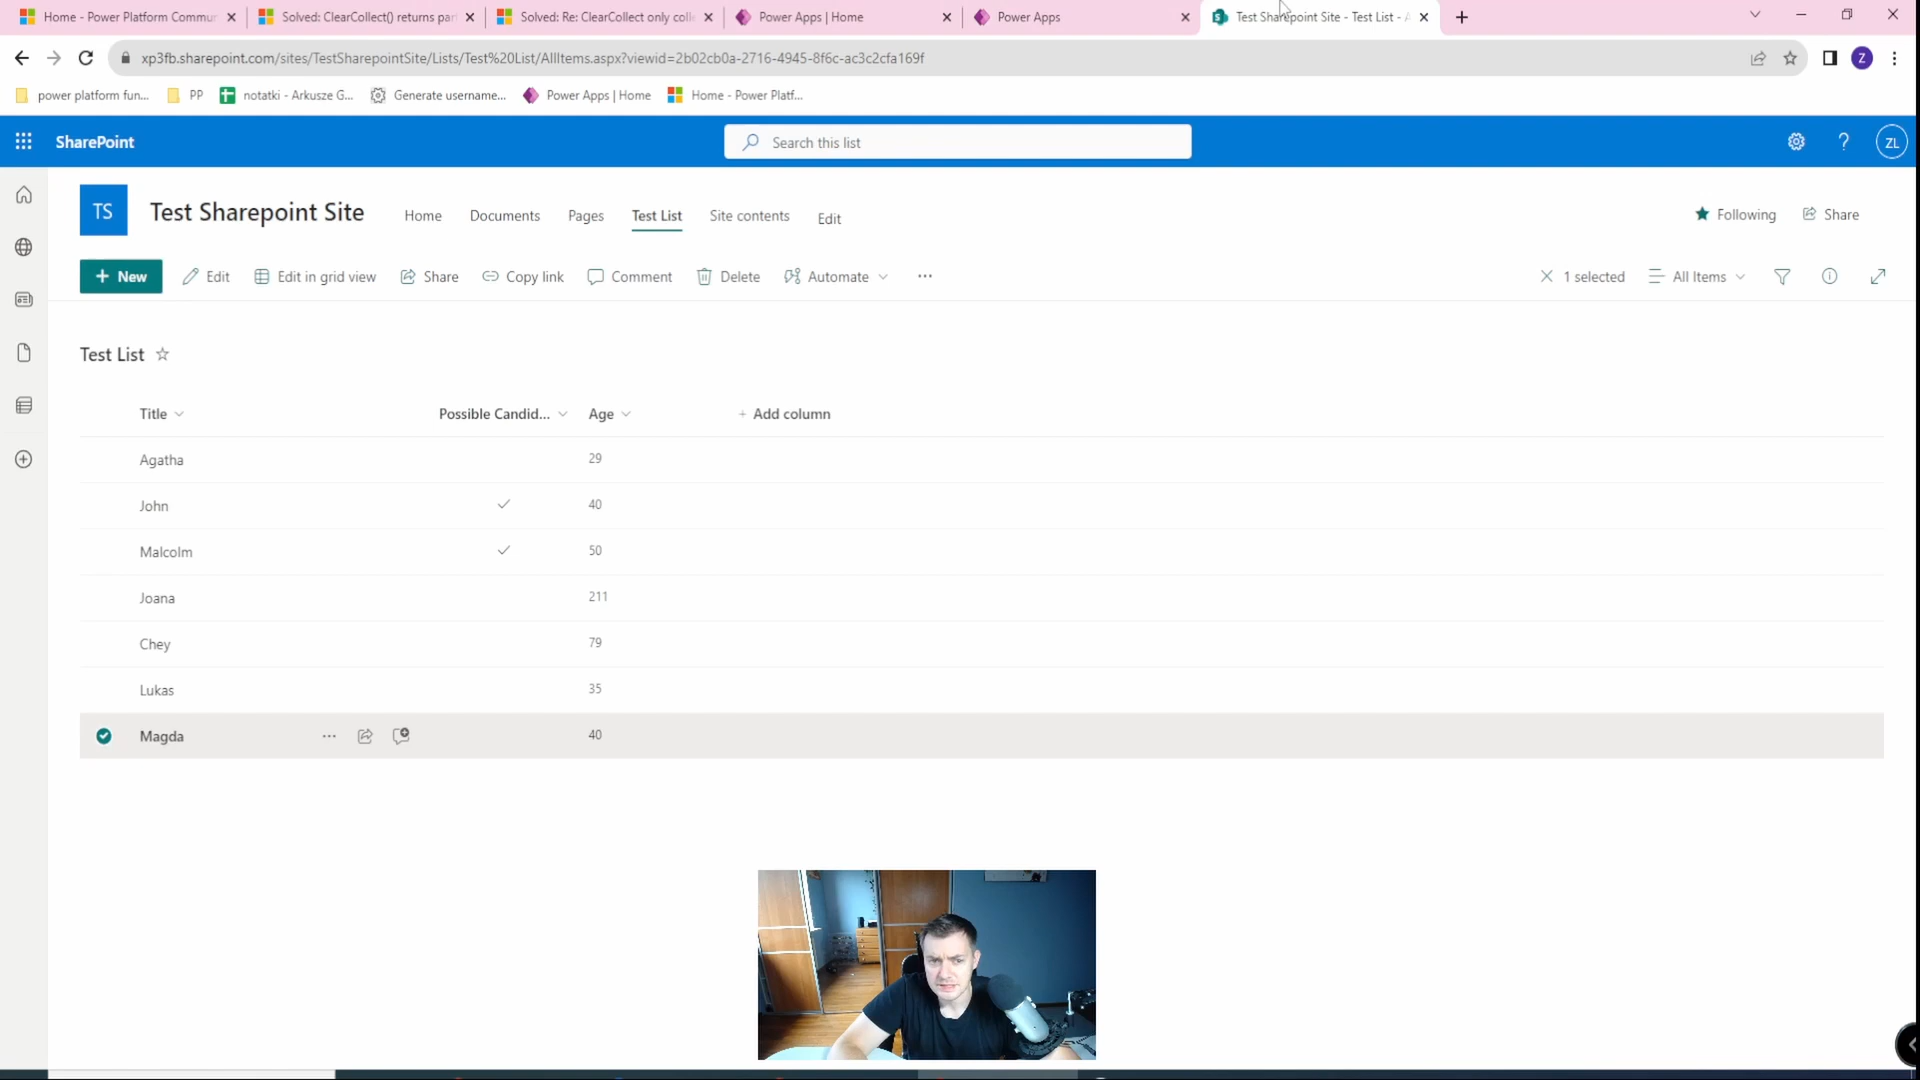 Home - Power Platform Commun
Solved: ClearCollect() returns part
Solved: Re: ClearCollect only colle
Power Apps | Home
Power Apps
Test Sharepoint Site - Test List - A
xp3fb.sharepoint.com/sites/TestSharepointSite/Lists/Test%20List/AllItems.aspx?viewid=2b02cb0a-2716-4945-8f6c-ac3c2cfa169f
Z
power platform fun...
PP
notatki - Arkusze G...
Generate username...
Power Apps | Home
Home - Power Platf...
SharePoint
Search this list
?
ZL
TS
Test Sharepoint Site
Home
Documents
Pages
Test List
Site contents
Edit
Following
Share
+ New
Edit
Edit in grid view
Share
Copy link
Comment
Delete
Automate
...
1 selected
All Items
Test List
Title
Possible Candid...
Age
+ Add column
Agatha 29
John 40
Malcolm 50
Joana 211
Chey 79
Lukas 35
Magda ... 40